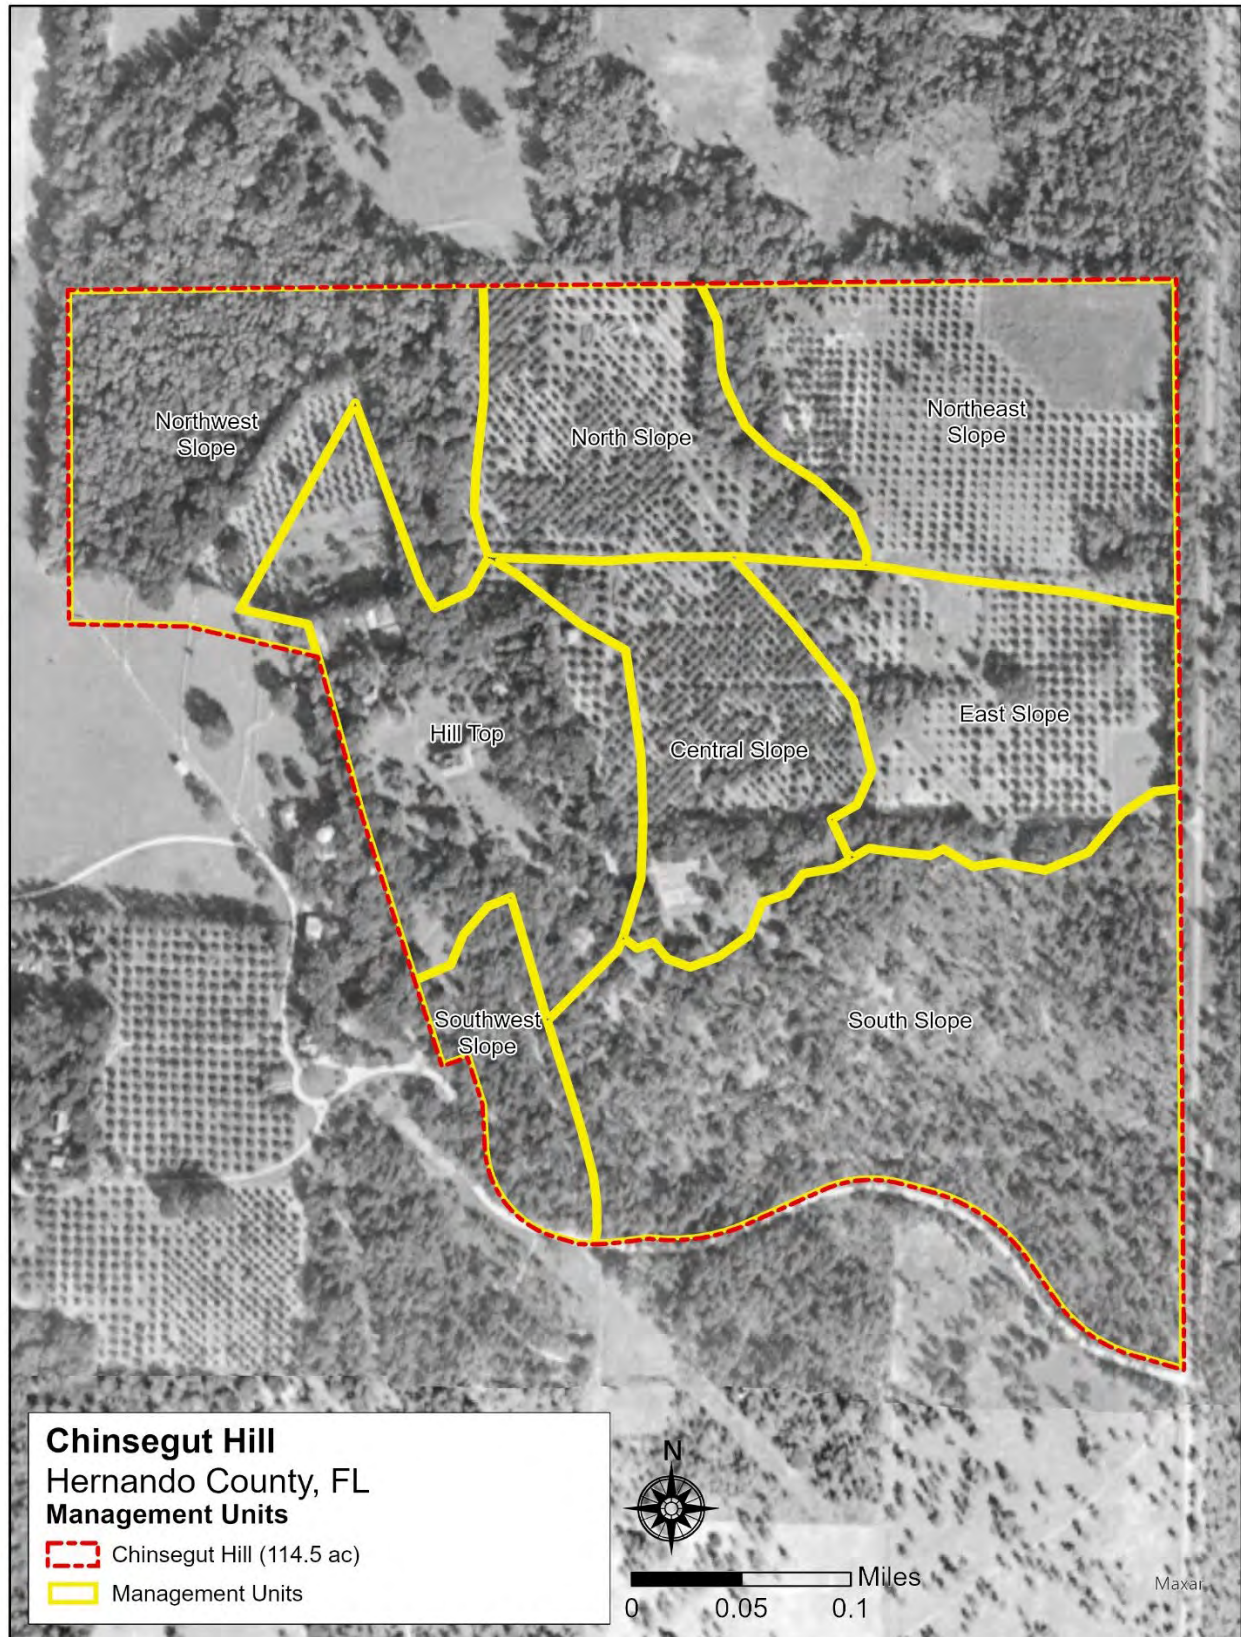 Northwest
Slope
North Slope
Northeast
Slope
Hill Top
Central Slope
East Slope
Southwest
Slope
South Slope
Chinsegut Hill
Hernando County, FL
Management Units
Chinsegut Hill (114.5 ac)
Management Units
N
Miles
0 0.05 0.1
Maxar